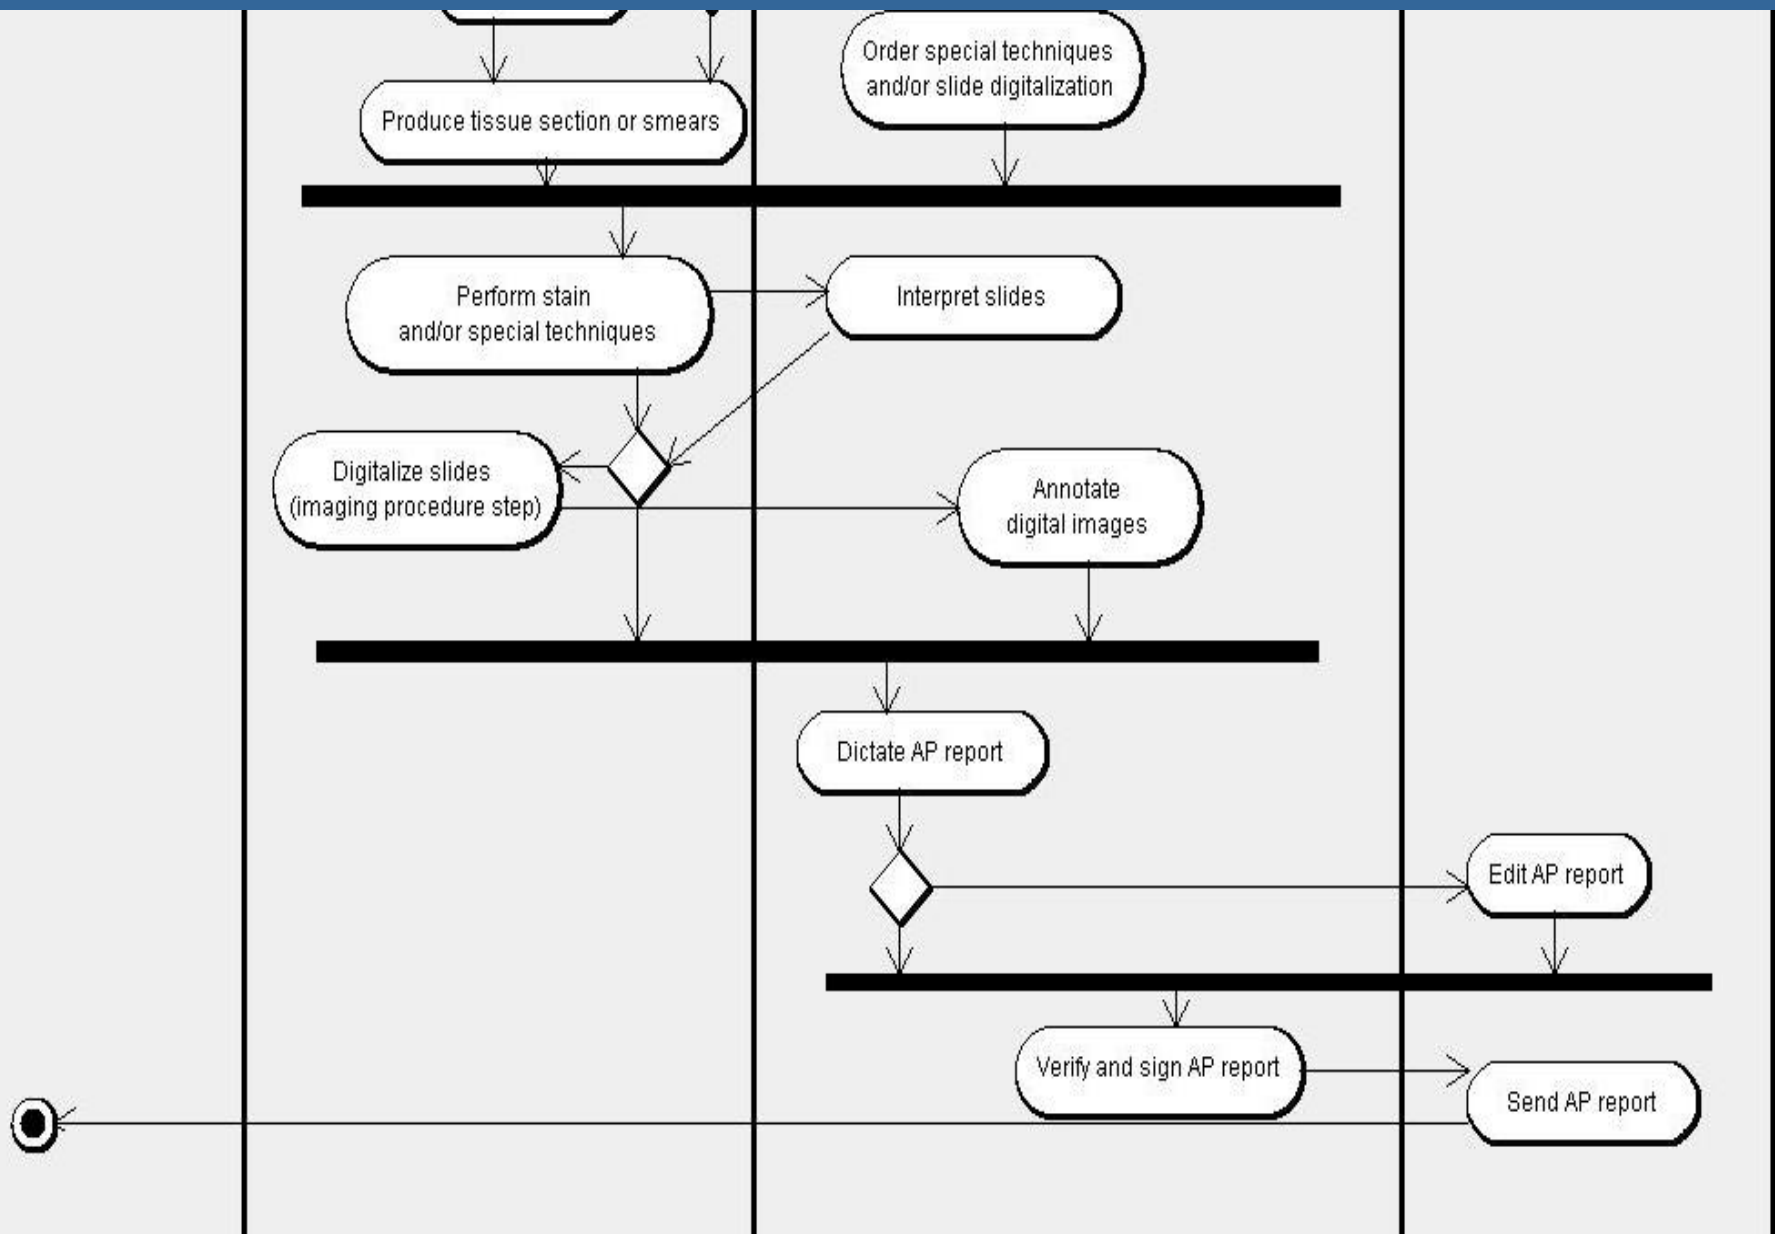 Order special techniques
and/or slide digitalization
Produce tissue section or smears
Perform stain
and/or special techniques
Interpret slides
Digitalize slides
(imaging procedure step)
Annotate
digital images
Dictate AP report
Edit AP report
Verify and sign AP report
Send AP report